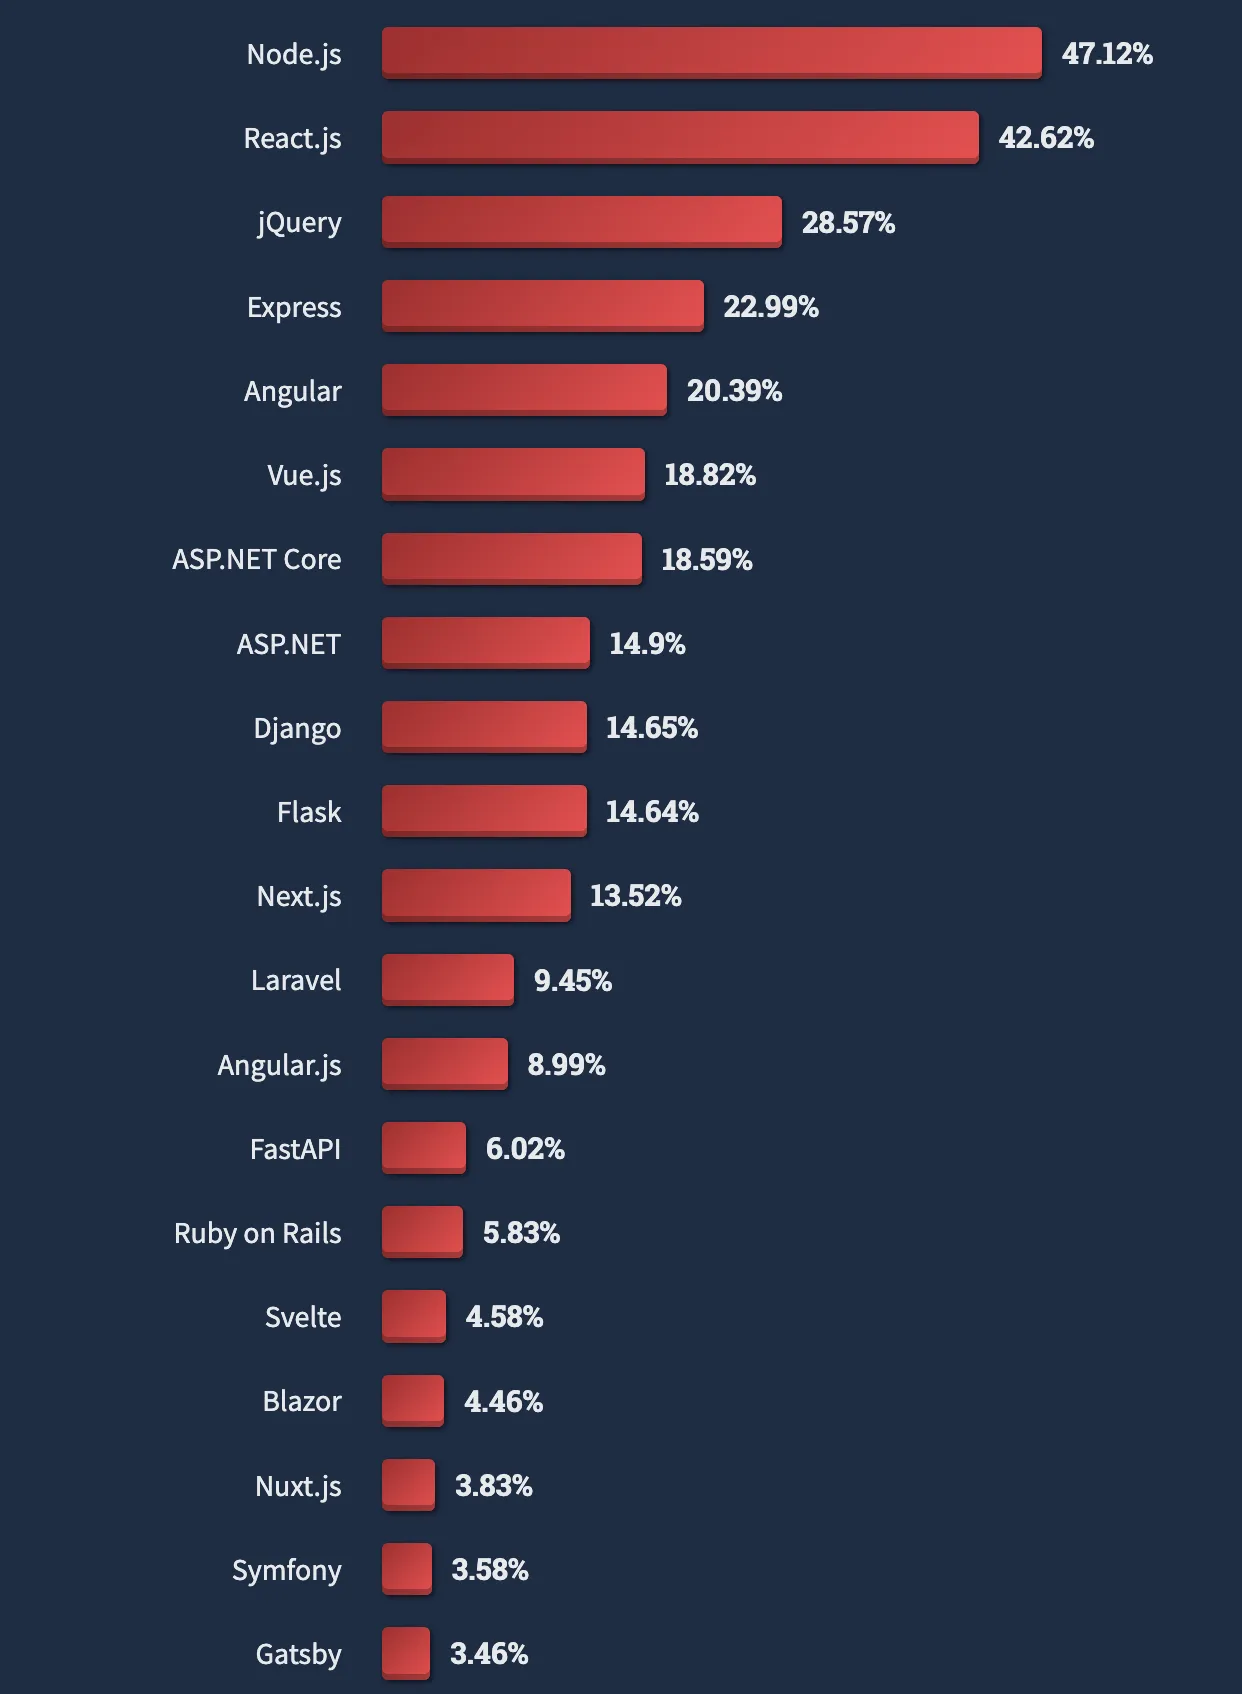 Node.js 47.12%
React.js 42.62%
jQuery 28.57%
Express 22.99%
Angular 20.39%
Vue.js 18.82%
ASP.NET Core 18.59%
ASP.NET 14.9%
Django 14.65%
Flask 14.64%
Next.js 13.52%
Laravel 9.45%
Angular.js 8.99%
FastAPI 6.02%
Ruby on Rails 5.83%
Svelte 4.58%
Blazor 4.46%
Nuxt.js 3.83%
Symfony 3.58%
Gatsby 3.46%